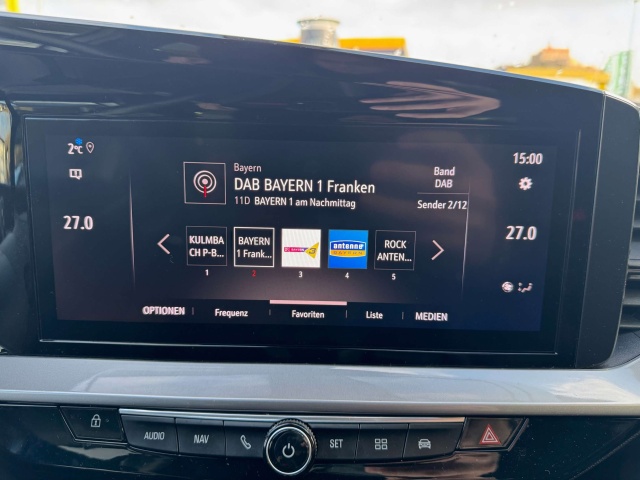 2°C
Bayern
DAB BAYERN 1 Franken
11D BAYERN 1 am Nachmittag
Band
DAB
Sender 2/12
15:00
27.0
27.0
KULMBA
CH P-B...
1
BAYERN
1 Frank...
2
3
antenne
4
ROCK
ANTEN...
5
OPTIONEN
Frequenz
Favoriten
Liste
MEDIEN
AUDIO
NAV
SET